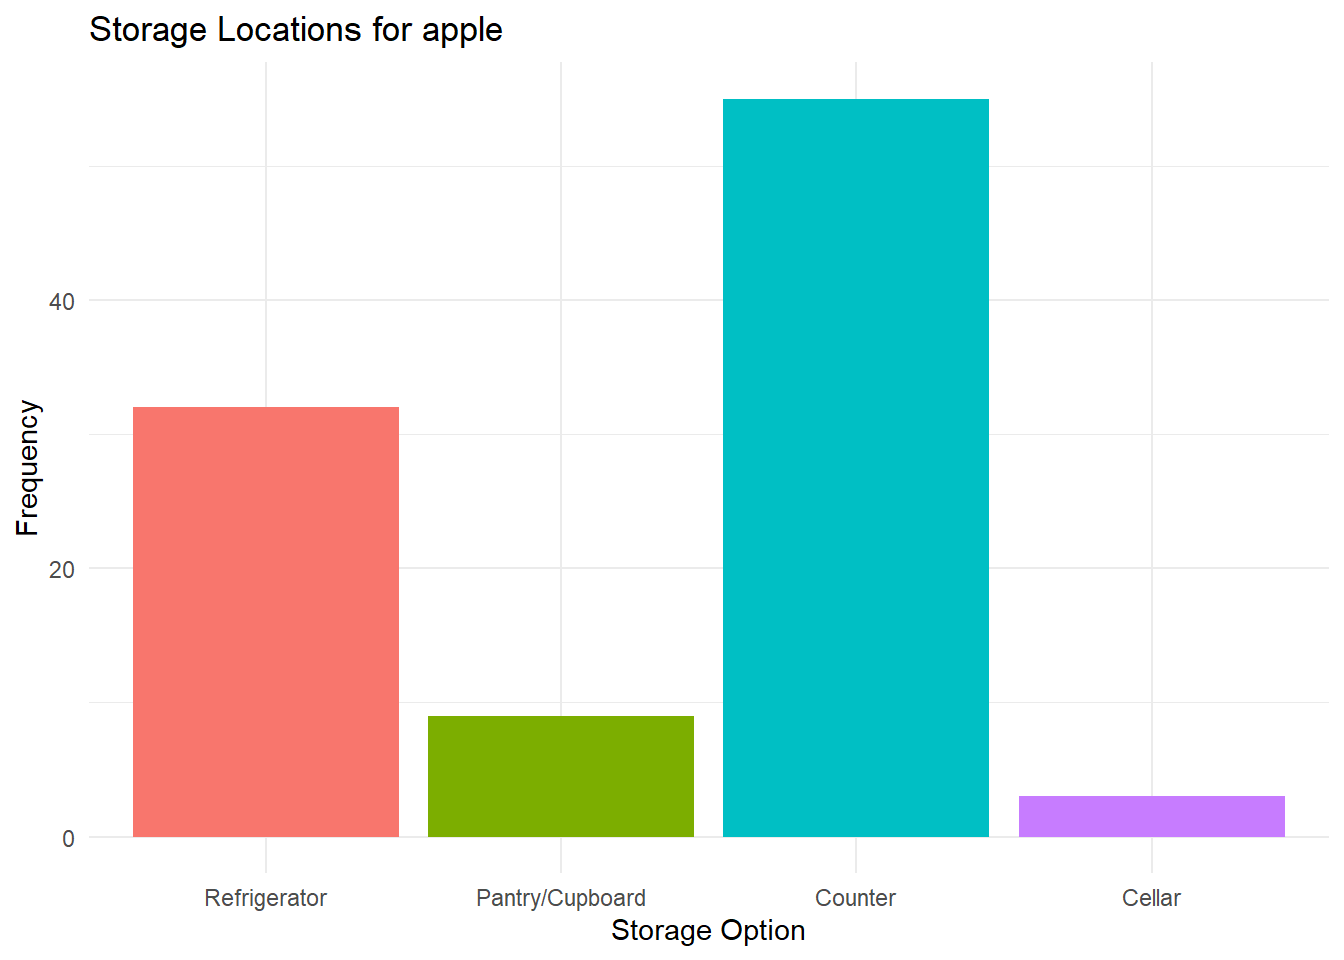 Storage Locations for apple
Frequency
40
20
0
Refrigerator Pantry/Cupboard Counter Cellar
Storage Option